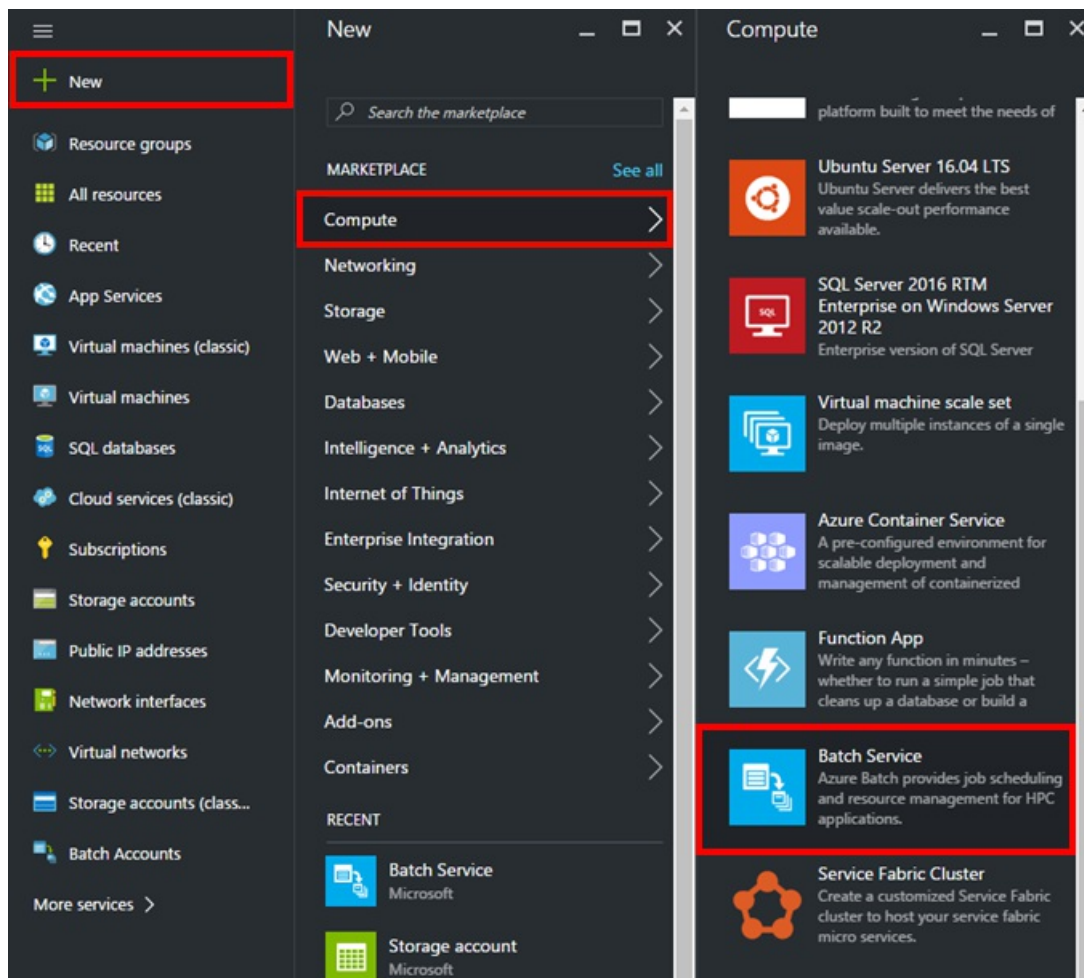 New
Resource groups
All resources
Recent
App Services
Virtual machines (classic)
Virtual machines
SQL databases
Cloud services (classic)
Subscriptions
Storage accounts
Public IP addresses
Network interfaces
Virtual networks
Storage accounts (class...
Batch Accounts
More services
New
Search the marketplace
MARKETPLACE
See all
Compute
Networking
Storage
Web + Mobile
Databases
Intelligence + Analytics
Internet of Things
Enterprise Integration
Security + Identity
Developer Tools
Monitoring + Management
Add-ons
Containers
RECENT
Batch Service
Microsoft
Storage account
Microsoft
Compute
platform built to meet the needs of
Ubuntu Server 16.04 LTS
Ubuntu Server delivers the best
value scale-out performance
available.
SQL
SQL Server 2016 RTM
Enterprise on Windows Server
2012 R2
Enterprise version of SQL Server
Virtual machine scale set
Deploy multiple instances of a single
image.
Azure Container Service
A pre-configured environment for
scalable deployment and
management of containerized
Function App
Write any function in minutes –
whether to run a simple job that
cleans up a database or build a
Batch Service
Azure Batch provides job scheduling
and resource management for HPC
applications.
Service Fabric Cluster
Create a customized Service Fabric
cluster to host your service fabric
micro services.